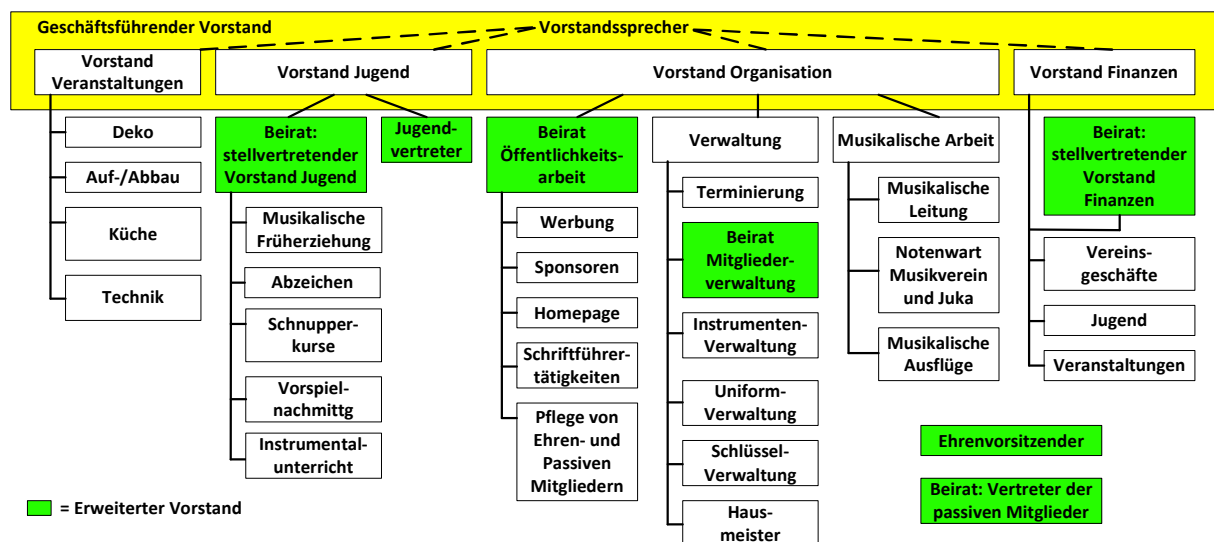 Geschäftsführender Vorstand
Vorstandssprecher
Vorstand
Veranstaltungen
Vorstand Jugend
Vorstand Organisation
Vorstand Finanzen
Deko
Auf-/Abbau
Küche
Technik
Beirat:
stellvertretender
Vorstand Jugend
Jugend-
vertreter
Musikalische
Früherziehung
Abzeichen
Schnupper-
kurse
Vorspiel-
nachmittg
Instrumental-
unterricht
Beirat
Öffentlichkeits-
arbeit
Werbung
Sponsoren
Homepage
Schriftführer-
tätigkeiten
Pflege von
Ehren- und
Passiven
Mitgliedern
Verwaltung
Terminierung
Beirat
Mitglieder-
verwaltung
Instrumenten-
Verwaltung
Uniform-
Verwaltung
Schlüssel-
Verwaltung
Haus-
meister
Musikalische Arbeit
Musikalische
Leitung
Notenwart
Musikverein
und Juka
Musikalische
Ausflüge
Beirat:
stellvertretender
Vorstand
Finanzen
Vereins-
geschäfte
Jugend
Veranstaltungen
Ehrenvorsitzender
Beirat: Vertreter der
passiven Mitglieder
= Erweiterter Vorstand